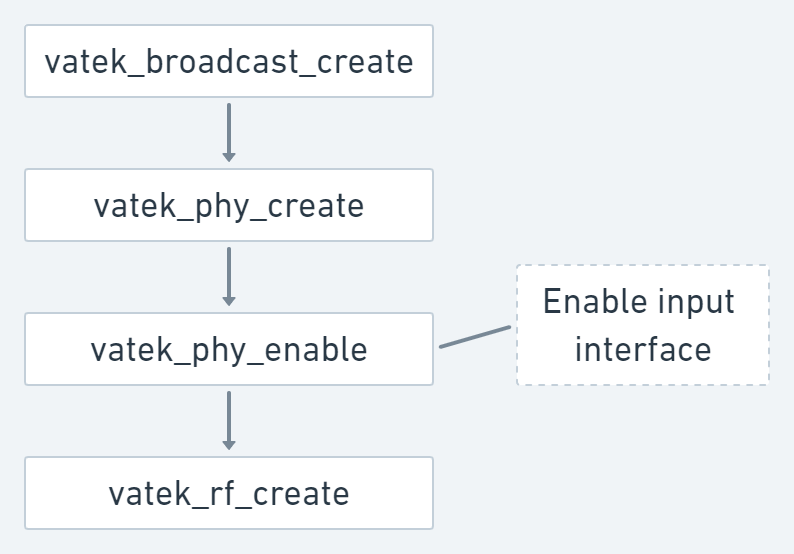 vatek_broadcast_create
vatek_phy_create
Enable input
interface
vatek_phy_enable
vatek_rf_create